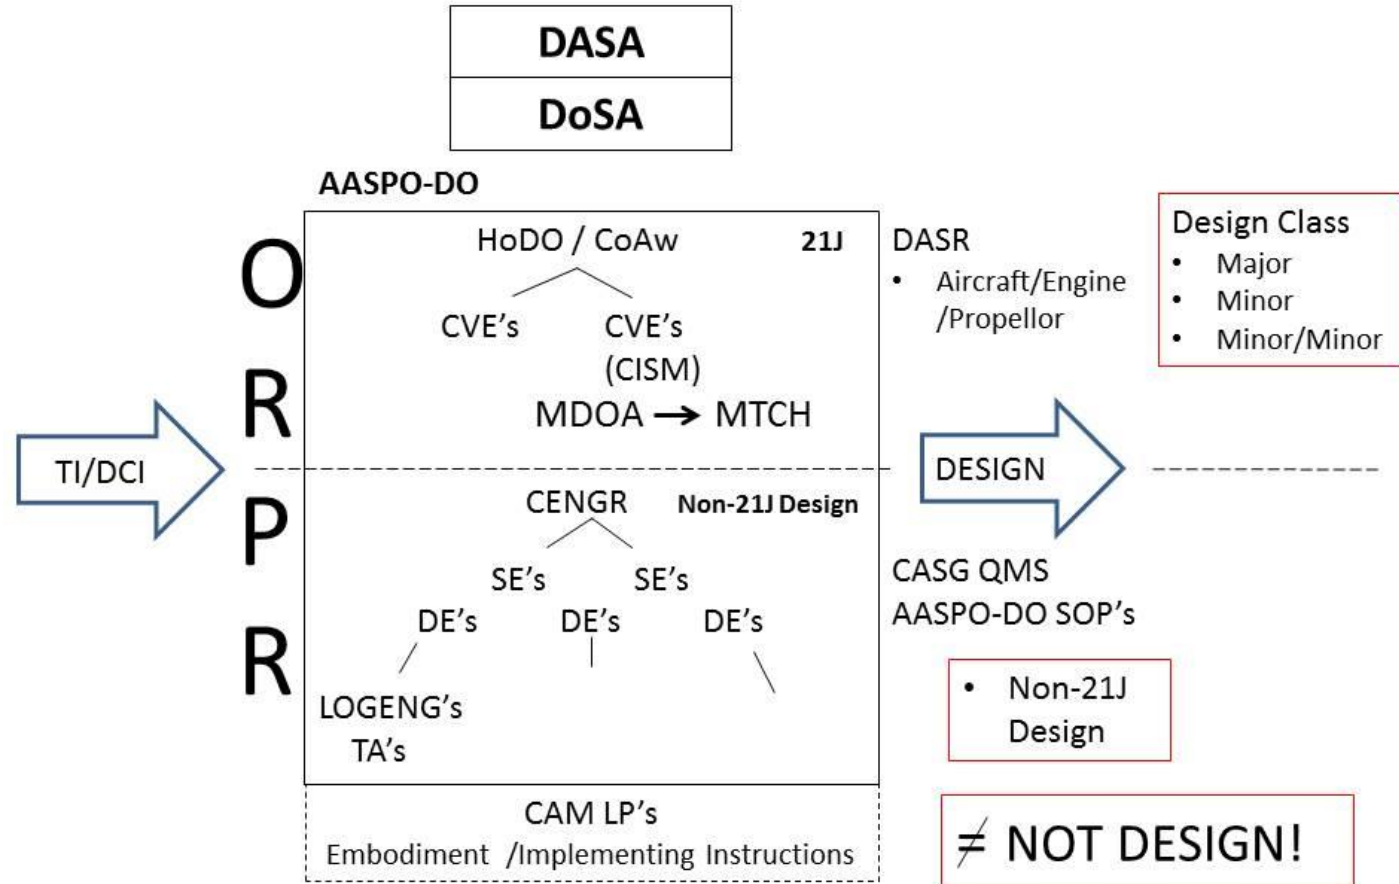 DASA
DoSA
AASPO-DO
O
R
P
R
TI/DCI
HoDO / CoAw
21J
CVE’s
CVE’s
(CISM)
MDOA → MTCH
CENGR
Non-21J Design
SE’s
SE’s
DE’s
DE’s
DE’s
LOGENG’s
TA’s
CAM LP’s
Embodiment /Implementing Instructions
DASR
• Aircraft/Engine
/Propellor
DESIGN
CASG QMS
AASPO-DO SOP’s
Design Class
• Major
• Minor
• Minor/Minor
• Non-21J
Design
≠ NOT DESIGN!